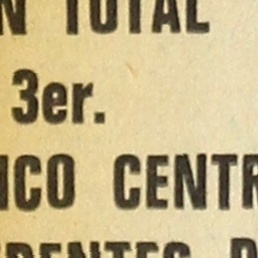 N TOTAL
3er.
ICO CENTR